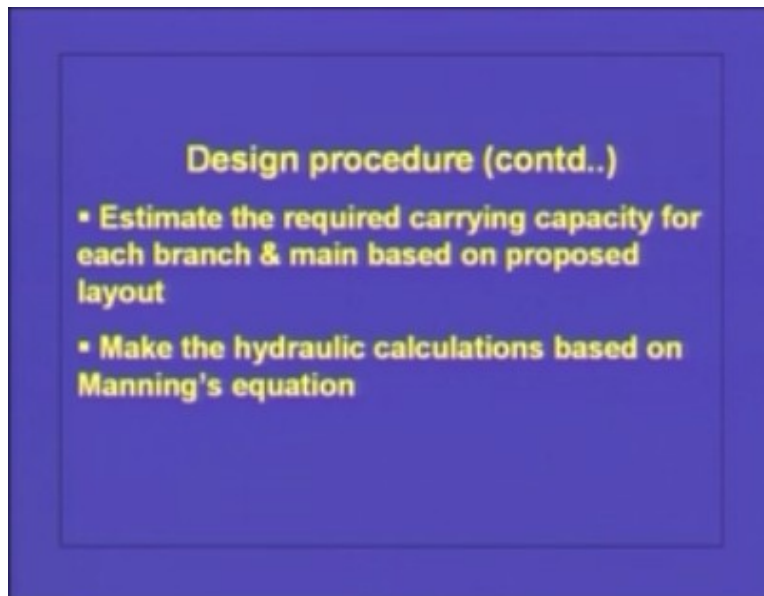 Design procedure (contd..)
▪ Estimate the required carrying capacity for
each branch & main based on proposed
layout
▪ Make the hydraulic calculations based on
Manning's equation